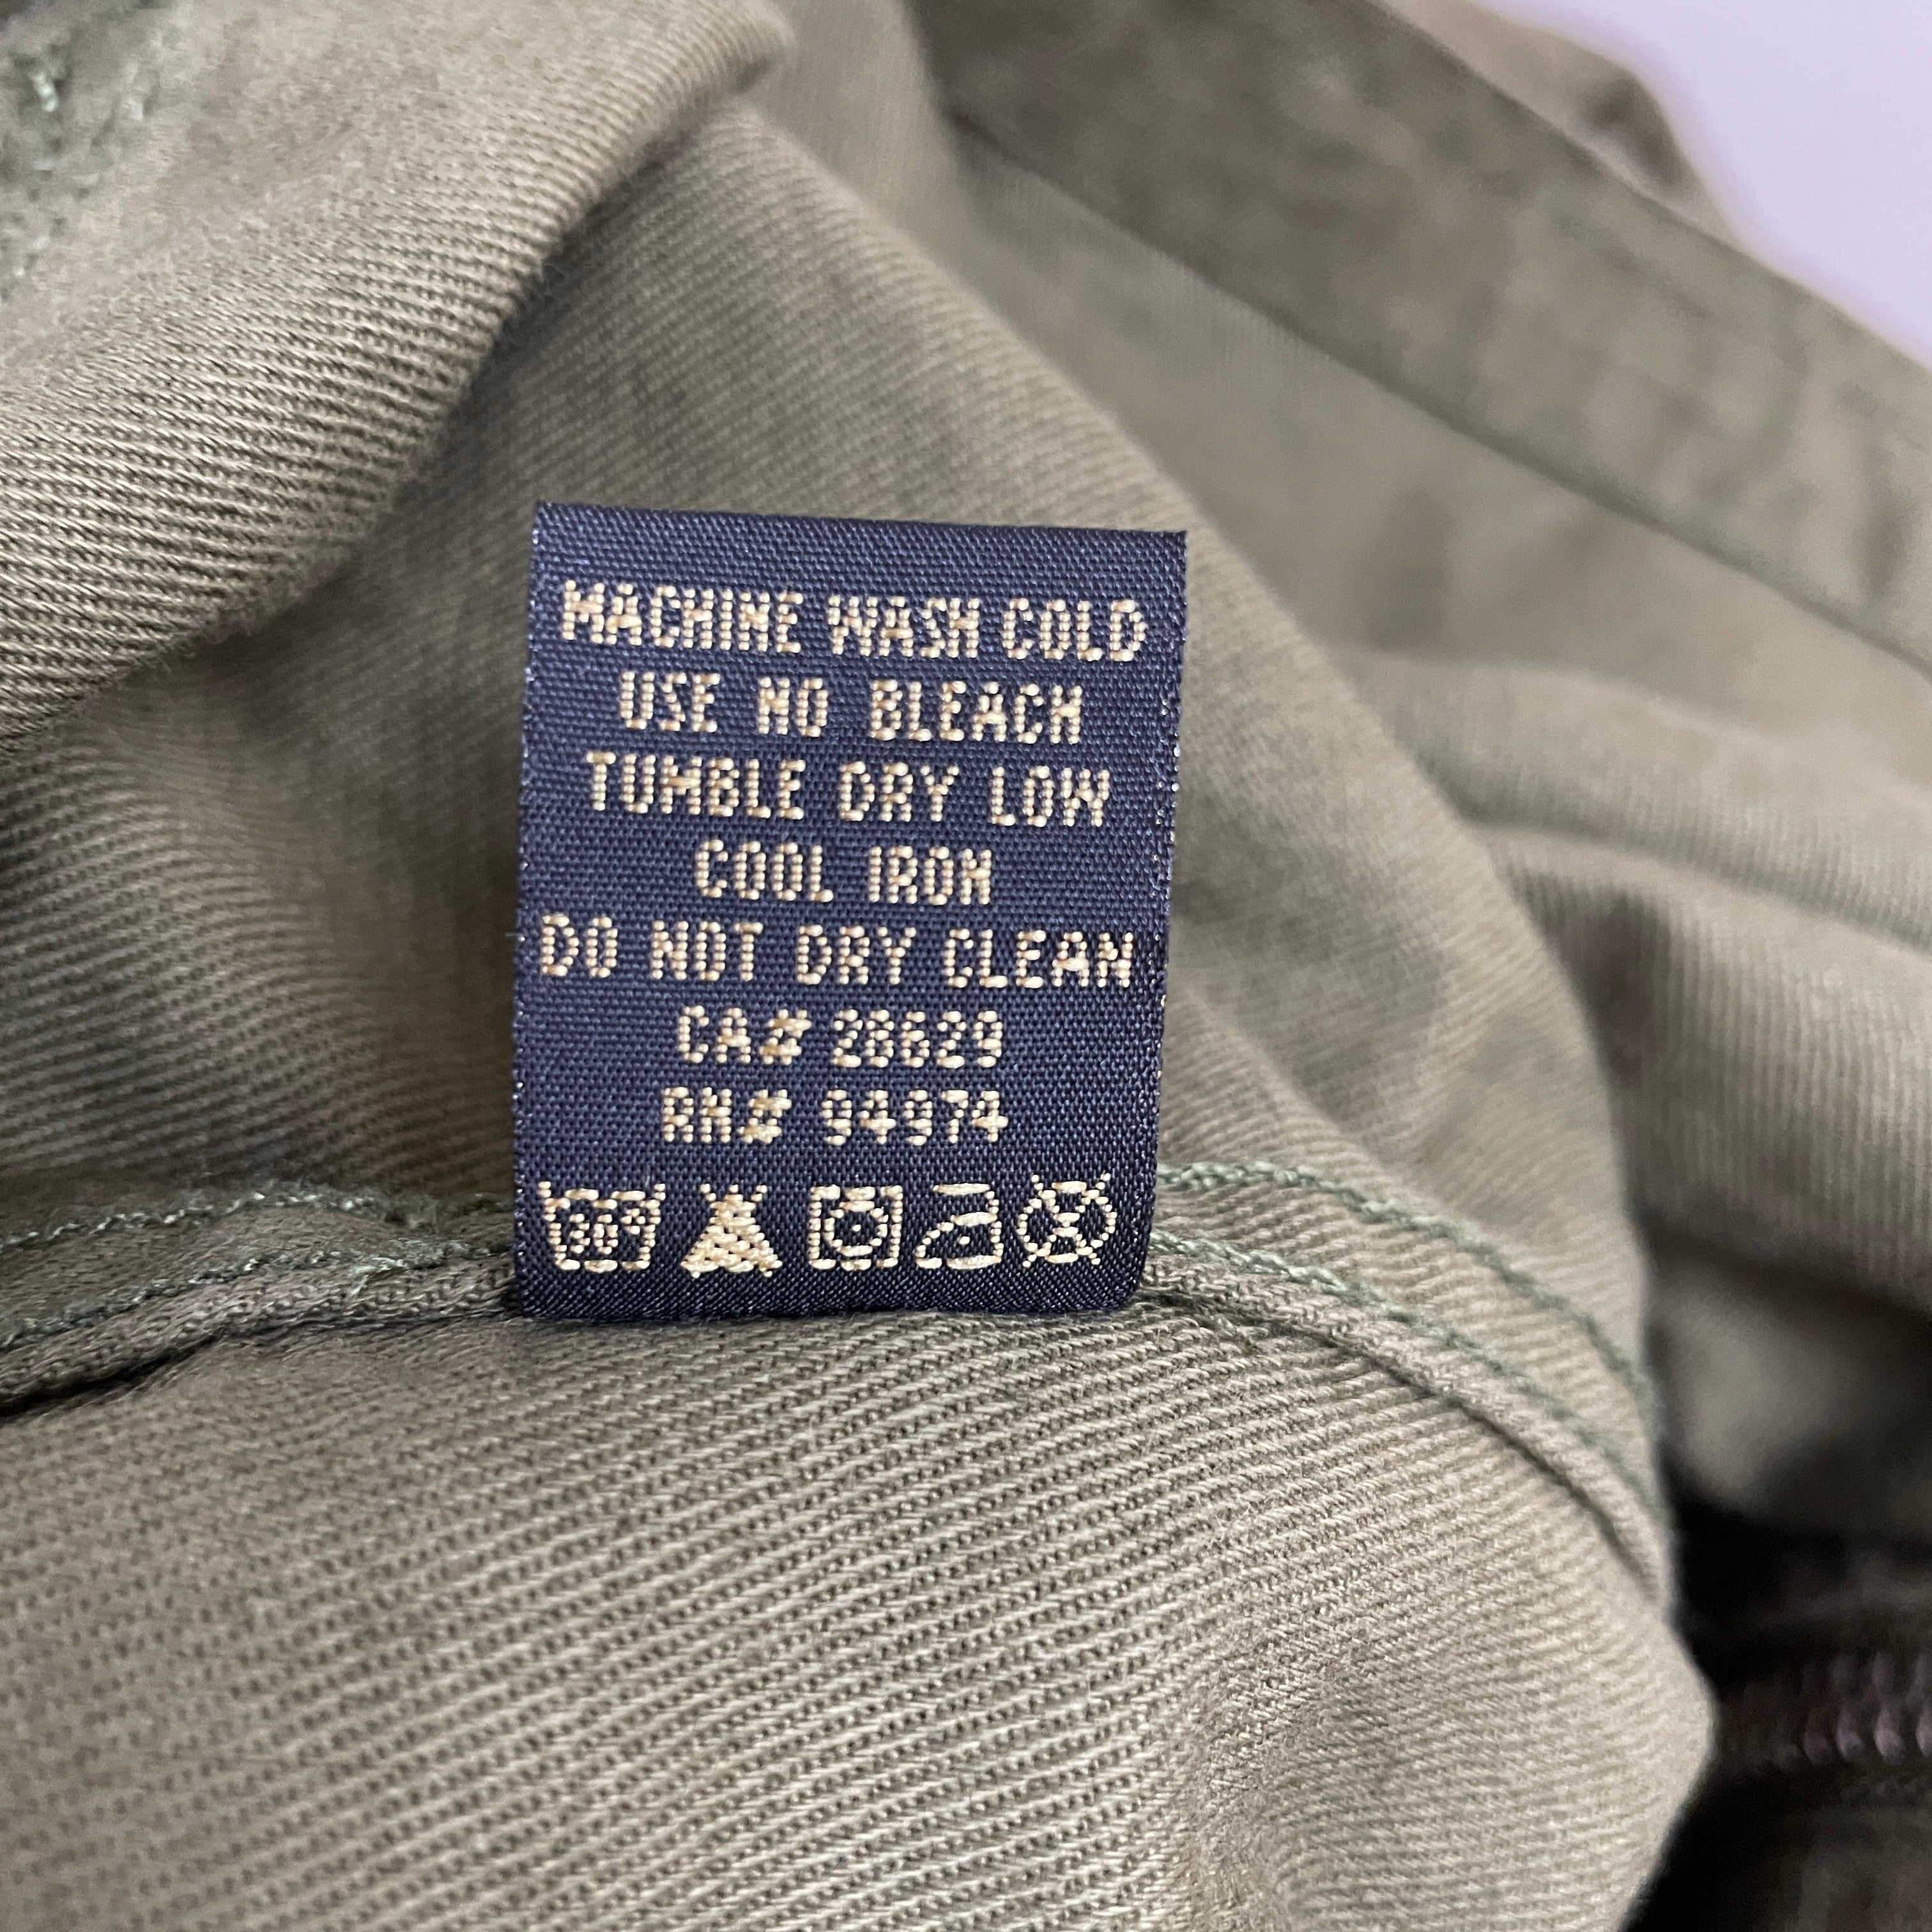 MACHINE WASH COLD
USE NO BLEACH
TUMBLE DRY LOW
COOL IRON
DO NOT DRY CLEAN
CA# 28629
RN# 94974
30°